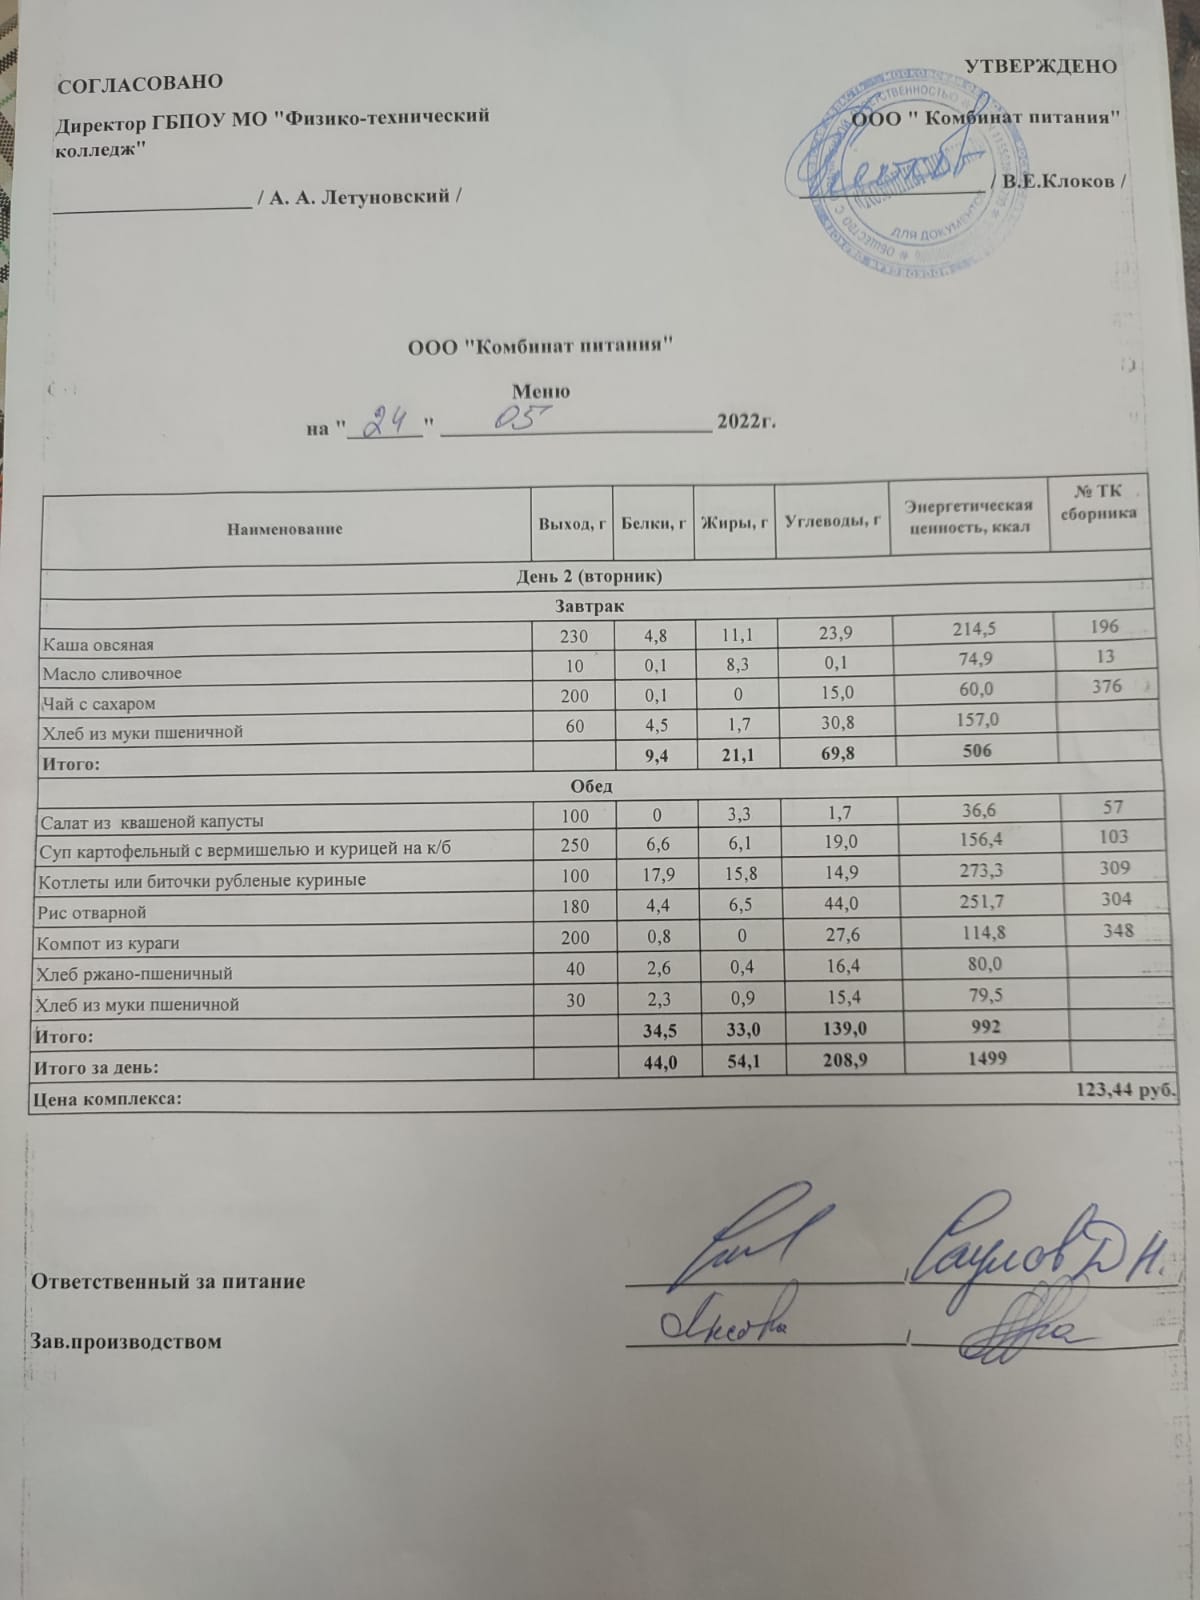 СОГЛАСОВАНО
УТВЕРЖДЕНО
Директор ГБПОУ МО "Физико-технический
колледж"
ООО " Комбинат питания"
/ А. А. Летуновский /
/ В.Е.Клоков /
ДЛЯ ДОКУМЕНТОВ
ООО "Комбинат питания"
Меню
на " 24 " 05 2022г.
Наименование Выход, г Белки, г Жиры, г Углеводы, г Энергетическая ценность, ккал № ТК сборника
День 2 (вторник)
Завтрак
Каша овсяная 230 4,8 11,1 23,9 214,5 196
Масло сливочное 10 0,1 8,3 0,1 74,9 13
Чай с сахаром 200 0,1 0 15,0 60,0 376
Хлеб из муки пшеничной 60 4,5 1,7 30,8 157,0
Итого: 9,4 21,1 69,8 506
Обед
Салат из квашеной капусты 100 0 3,3 1,7 36,6 57
Суп картофельный с вермишелью и курицей на к/б 250 6,6 6,1 19,0 156,4 103
Котлеты или биточки рубленые куриные 100 17,9 15,8 14,9 273,3 309
Рис отварной 180 4,4 6,5 44,0 251,7 304
Компот из кураги 200 0,8 0 27,6 114,8 348
Хлеб ржано-пшеничный 40 2,6 0,4 16,4 80,0
Хлеб из муки пшеничной 30 2,3 0,9 15,4 79,5
Итого: 34,5 33,0 139,0 992
Итого за день: 44,0 54,1 208,9 1499
Цена комплекса: 123,44 руб.
Ответственный за питание
Зав.производством